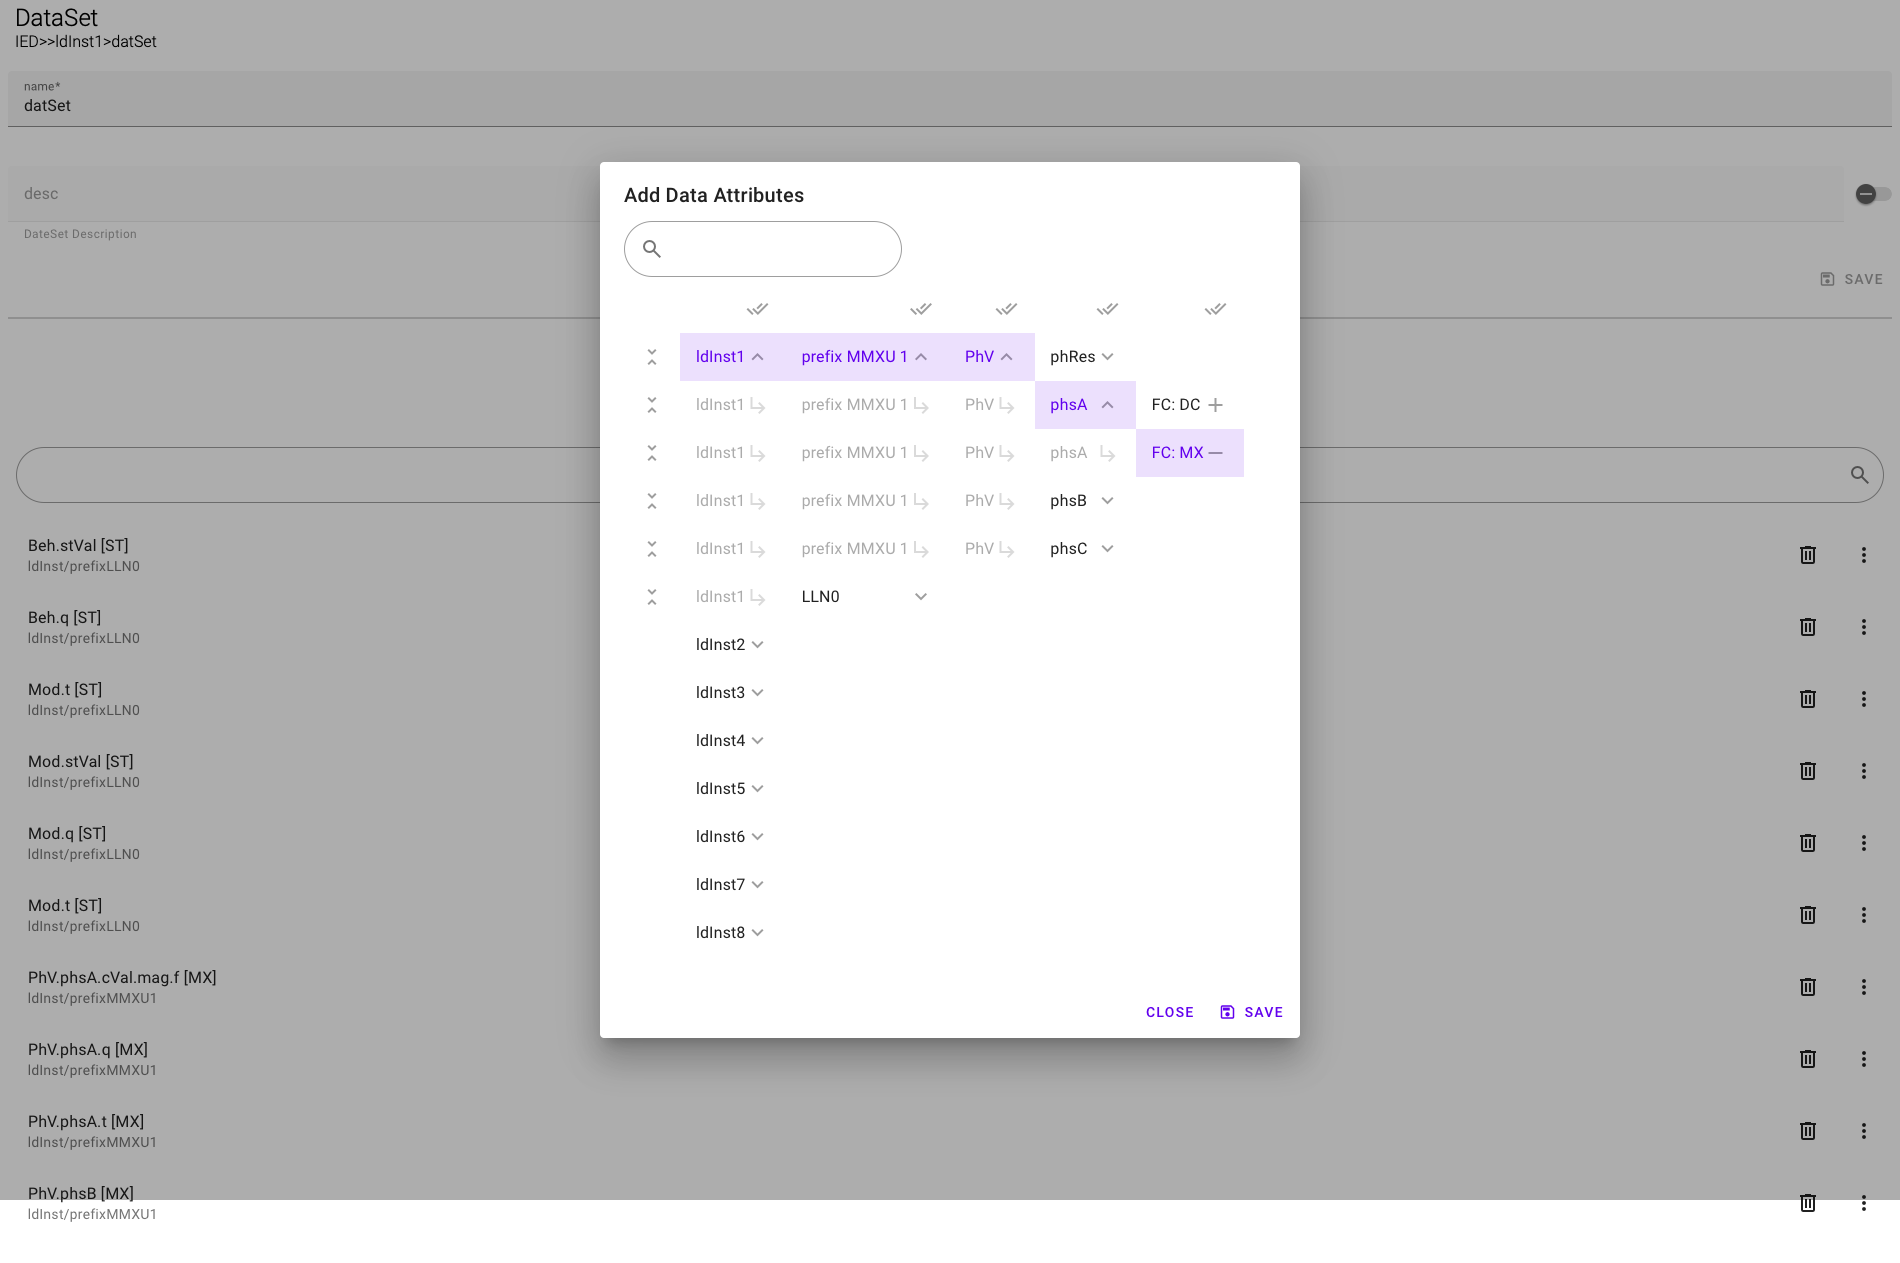 DataSet
IED>>ldInst1>datSet
name*
datSet
desc
DateSet Description
SAVE
Add Data Attributes
ldInst1 prefix MMXU 1 PhV phRes
ldInst1 prefix MMXU 1 PhV phsA FC: DC
ldInst1 prefix MMXU 1 PhV phsA FC: MX
ldInst1 prefix MMXU 1 PhV phsB
ldInst1 prefix MMXU 1 PhV phsC
ldInst1 LLN0
ldInst2
ldInst3
ldInst4
ldInst5
ldInst6
ldInst7
ldInst8
CLOSE SAVE
Beh.stVal [ST]
ldInst/prefixLLN0
Beh.q [ST]
ldInst/prefixLLN0
Mod.t [ST]
ldInst/prefixLLN0
Mod.stVal [ST]
ldInst/prefixLLN0
Mod.q [ST]
ldInst/prefixLLN0
Mod.t [ST]
ldInst/prefixLLN0
PhV.phsA.cVal.mag.f [MX]
ldInst/prefixMMXU1
PhV.phsA.q [MX]
ldInst/prefixMMXU1
PhV.phsA.t [MX]
ldInst/prefixMMXU1
PhV.phsB [MX]
ldInst/prefixMMXU1